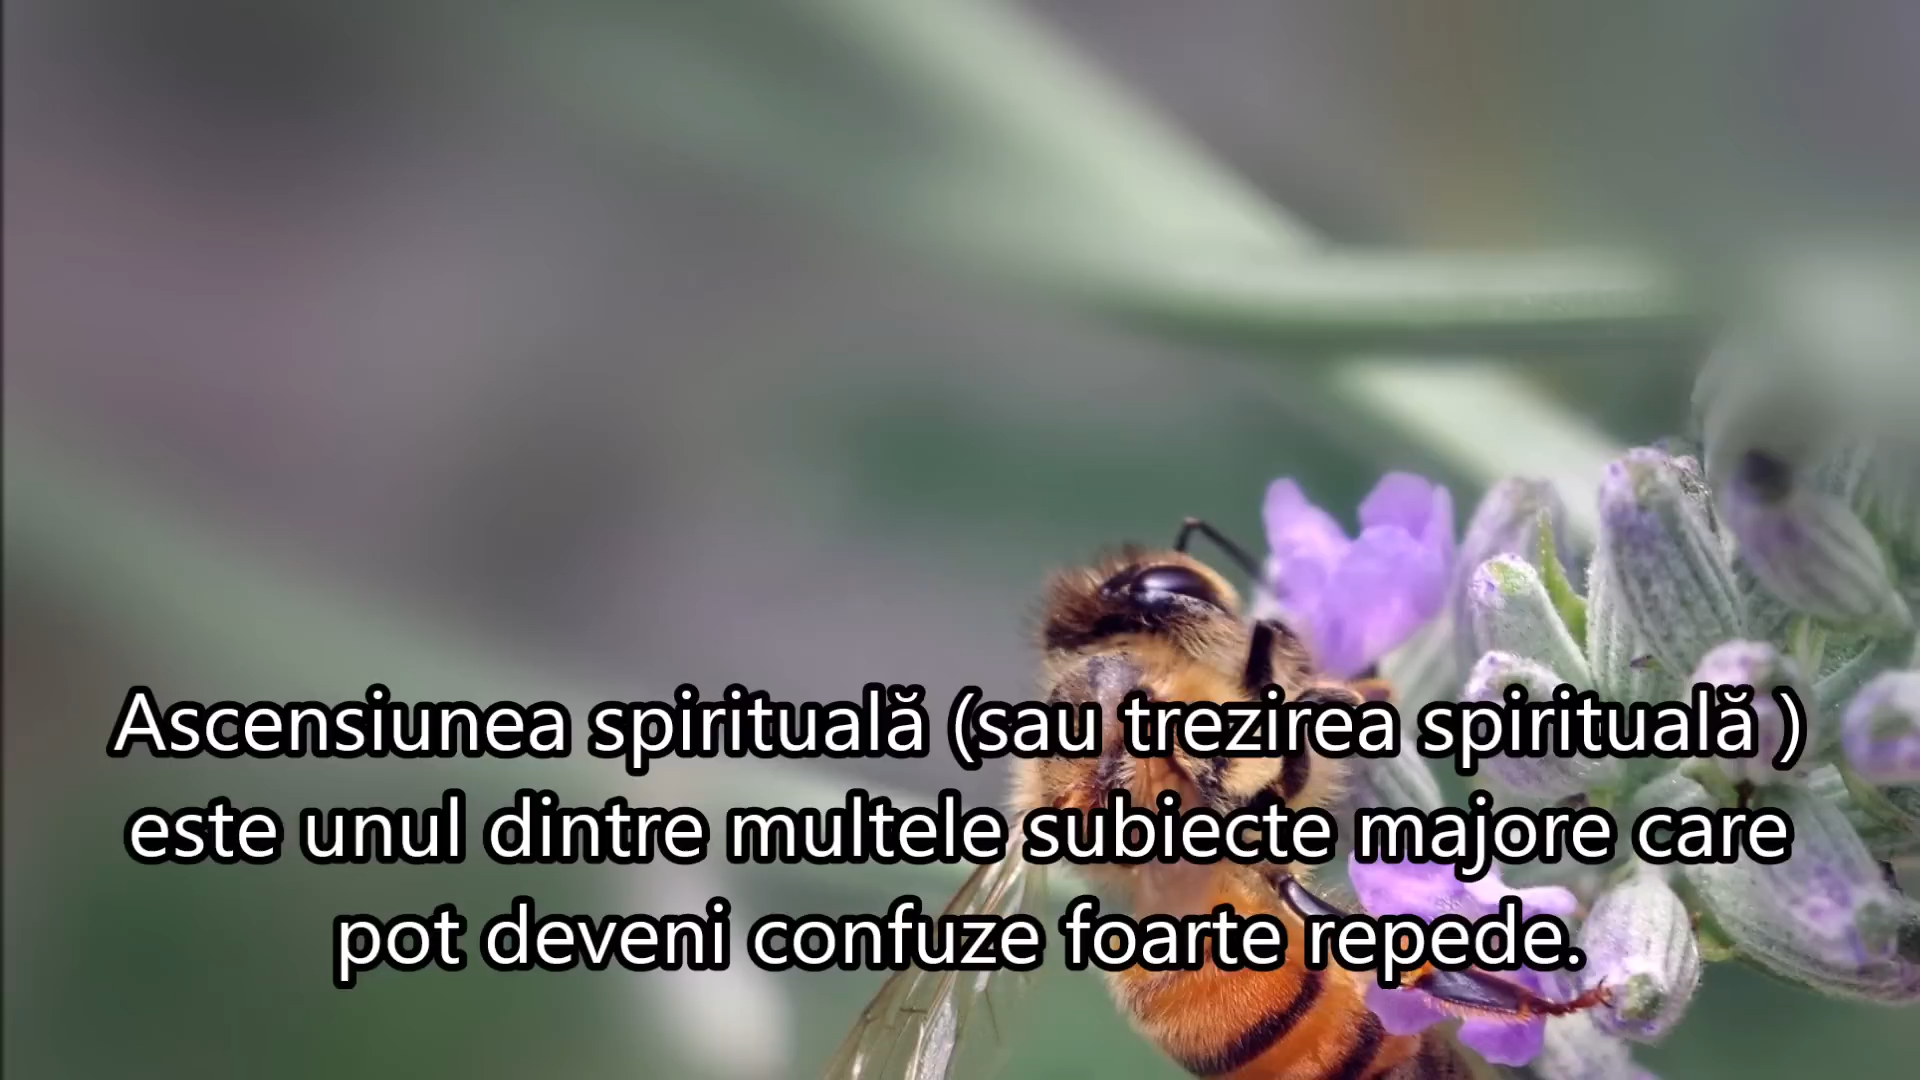 Ascensiunea spirituală (sau trezirea spirituală )
este unul dintre multele subiecte majore care
pot deveni confuze foarte repede.